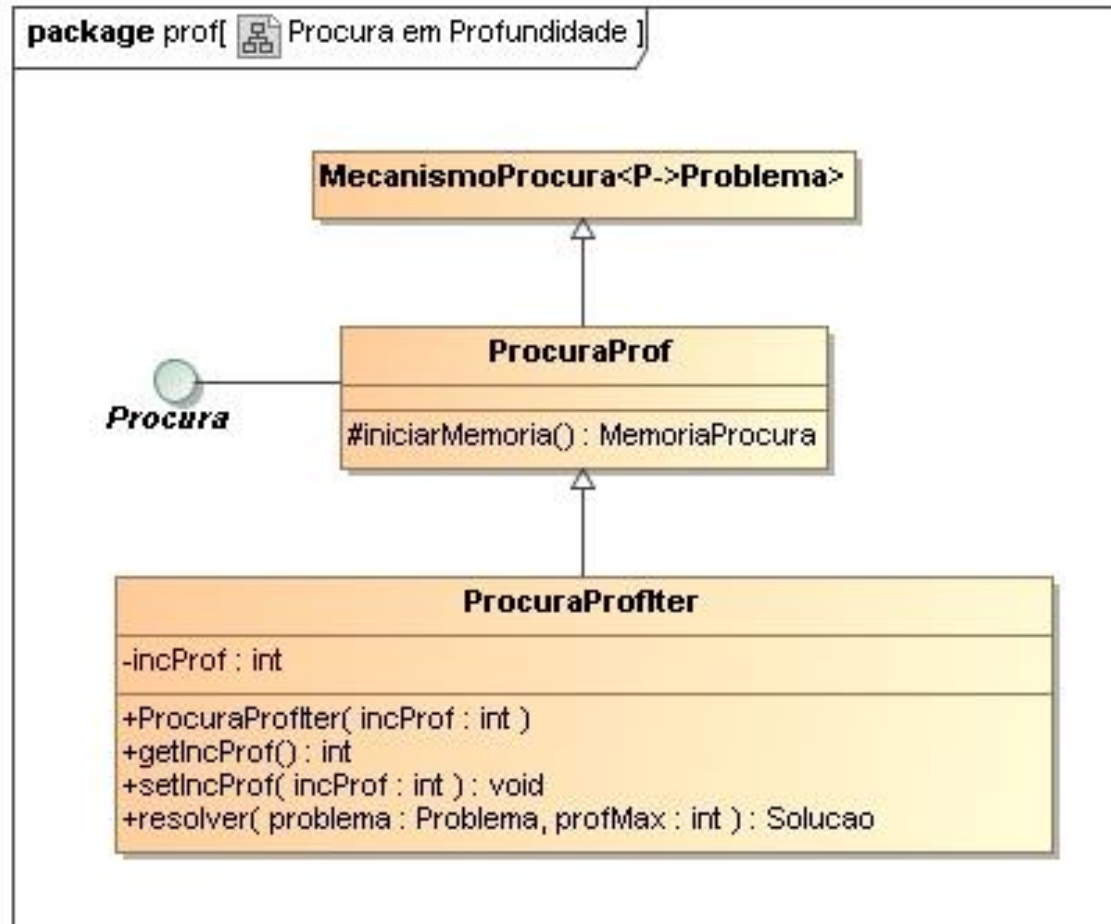 package prof[ Procura em Profundidade ]
MecanismoProcura<P->Problema>
ProcuraProf
Procura
#iniciarMemoria() : MemoriaProcura
ProcuraProfIter
-incProf : int
+ProcuraProfIter( incProf : int )
+getIncProf() : int
+setIncProf( incProf : int ) : void
+resolver( problema : Problema, profMax : int ) : Solucao